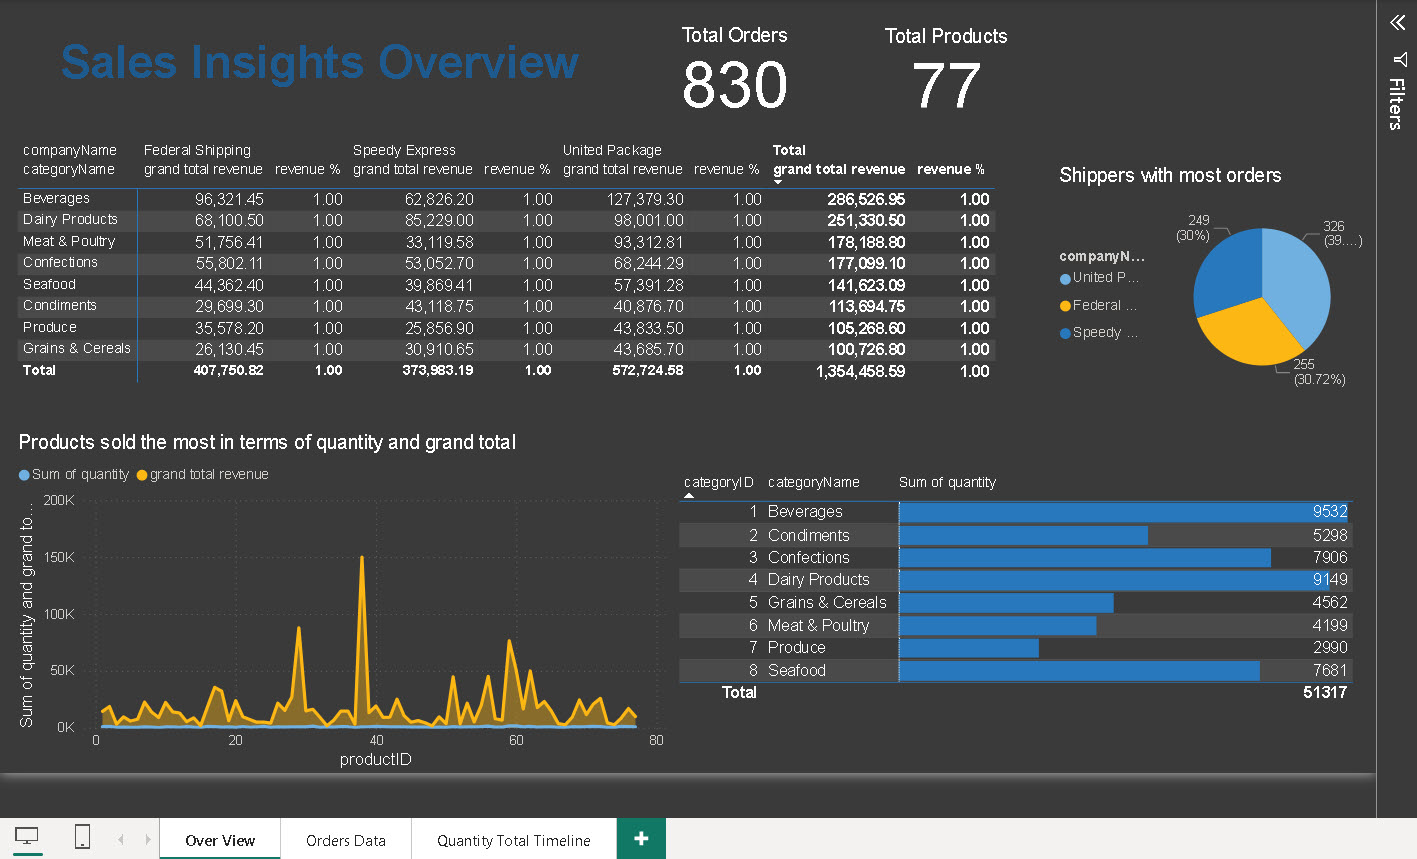 Sales Insights Overview
Total Orders
830
Total Products
77
Filters
companyName Federal Shipping Speedy Express United Package Total
categoryName grand total revenue revenue % grand total revenue revenue % grand total revenue revenue % grand total revenue revenue %
Beverages 96,321.45 1.00 62,826.20 1.00 127,379.30 1.00 286,526.95 1.00
Dairy Products 68,100.50 1.00 85,229.00 1.00 98,001.00 1.00 251,330.50 1.00
Meat & Poultry 51,756.41 1.00 33,119.58 1.00 93,312.81 1.00 178,188.80 1.00
Confections 55,802.11 1.00 53,052.70 1.00 68,244.29 1.00 177,099.10 1.00
Seafood 44,362.40 1.00 39,869.41 1.00 57,391.28 1.00 141,623.09 1.00
Condiments 29,699.30 1.00 43,118.75 1.00 40,876.70 1.00 113,694.75 1.00
Produce 35,578.20 1.00 25,856.90 1.00 43,833.50 1.00 105,268.60 1.00
Grains & Cereals 26,130.45 1.00 30,910.65 1.00 43,685.70 1.00 100,726.80 1.00
Total 407,750.82 1.00 373,983.19 1.00 572,724.58 1.00 1,354,458.59 1.00
Shippers with most orders
companyN...
United P...
Federal ...
Speedy ...
249
(30%)
326
(39....)
255
(30.72%)
Products sold the most in terms of quantity and grand total
Sum of quantity grand total revenue
Sum of quantity and grand to...
200K
150K
100K
50K
0K
0 20 40 60 80
productID
categoryID categoryName Sum of quantity
1 Beverages 9532
2 Condiments 5298
3 Confections 7906
4 Dairy Products 9149
5 Grains & Cereals 4562
6 Meat & Poultry 4199
7 Produce 2990
8 Seafood 7681
Total 51317
Over View Orders Data Quantity Total Timeline +